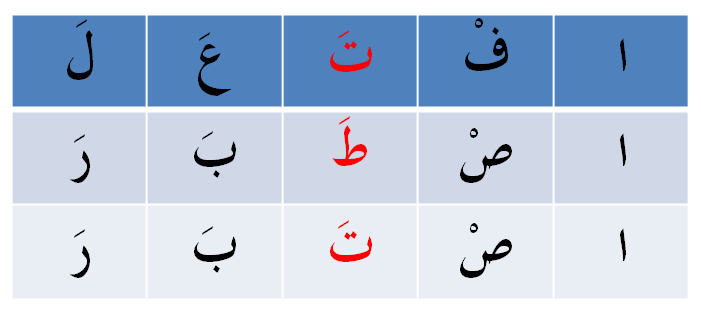 ا فْ تَ عَ لَ
ا صْ طَ بَ رَ
ا صْ تَ بَ رَ